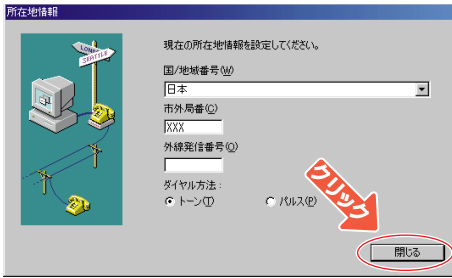 所在地情報
LONDON
SEATTLE
現在の所在地情報を設定してください。
国/地域番号(W)
日本
市外局番(C)
XXX
外線発信番号(O)
ダイヤル方法:
トーン(T)
パルス(P)
クリック
閉じる